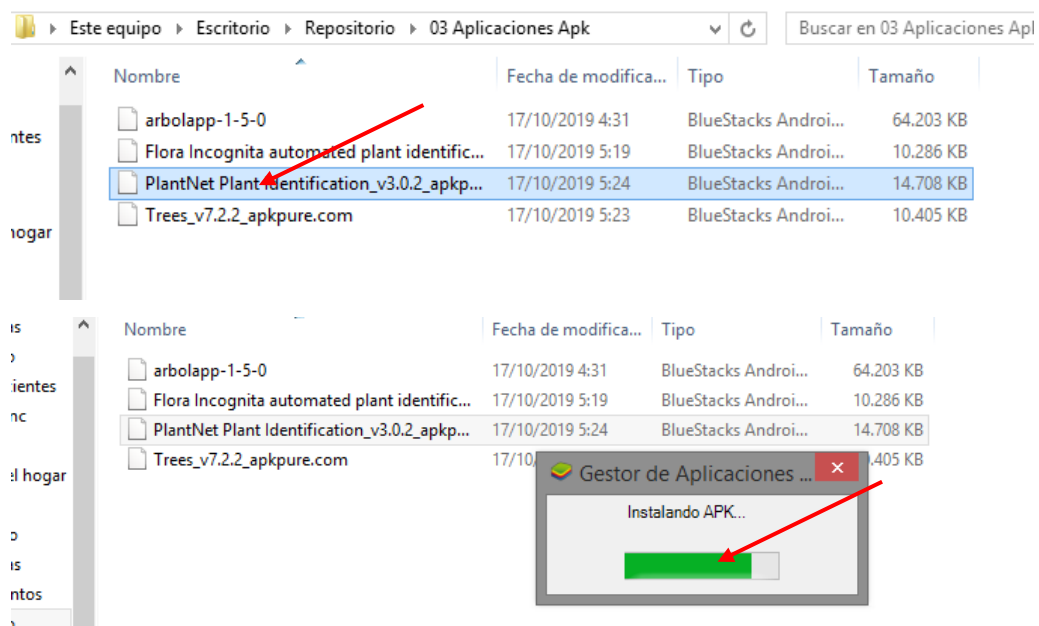 Este equipo Escritorio Repositorio 03 Aplicaciones Apk Buscar en 03 Aplicaciones Apl
Nombre Fecha de modifica... Tipo Tamaño
arbolapp-1-5-0 17/10/2019 4:31 BlueStacks Androi... 64.203 KB
ntes
Flora Incognita automated plant identific... 17/10/2019 5:19 BlueStacks Androi... 10.286 KB
PlantNet Plant Identification_v3.0.2_apkp... 17/10/2019 5:24 BlueStacks Androi... 14.708 KB
Trees_v7.2.2_apkpure.com 17/10/2019 5:23 BlueStacks Androi... 10.405 KB
hogar
as Nombre Fecha de modifica... Tipo Tamaño
o
arbolapp-1-5-0 17/10/2019 4:31 BlueStacks Androi... 64.203 KB
cientes
Flora Incognita automated plant identific... 17/10/2019 5:19 BlueStacks Androi... 10.286 KB
nc
PlantNet Plant Identification_v3.0.2_apkp... 17/10/2019 5:24 BlueStacks Androi... 14.708 KB
Trees_v7.2.2_apkpure.com 17/10/ .405 KB
el hogar
Gestor de Aplicaciones ...
Instalando APK...
o
as
ntos